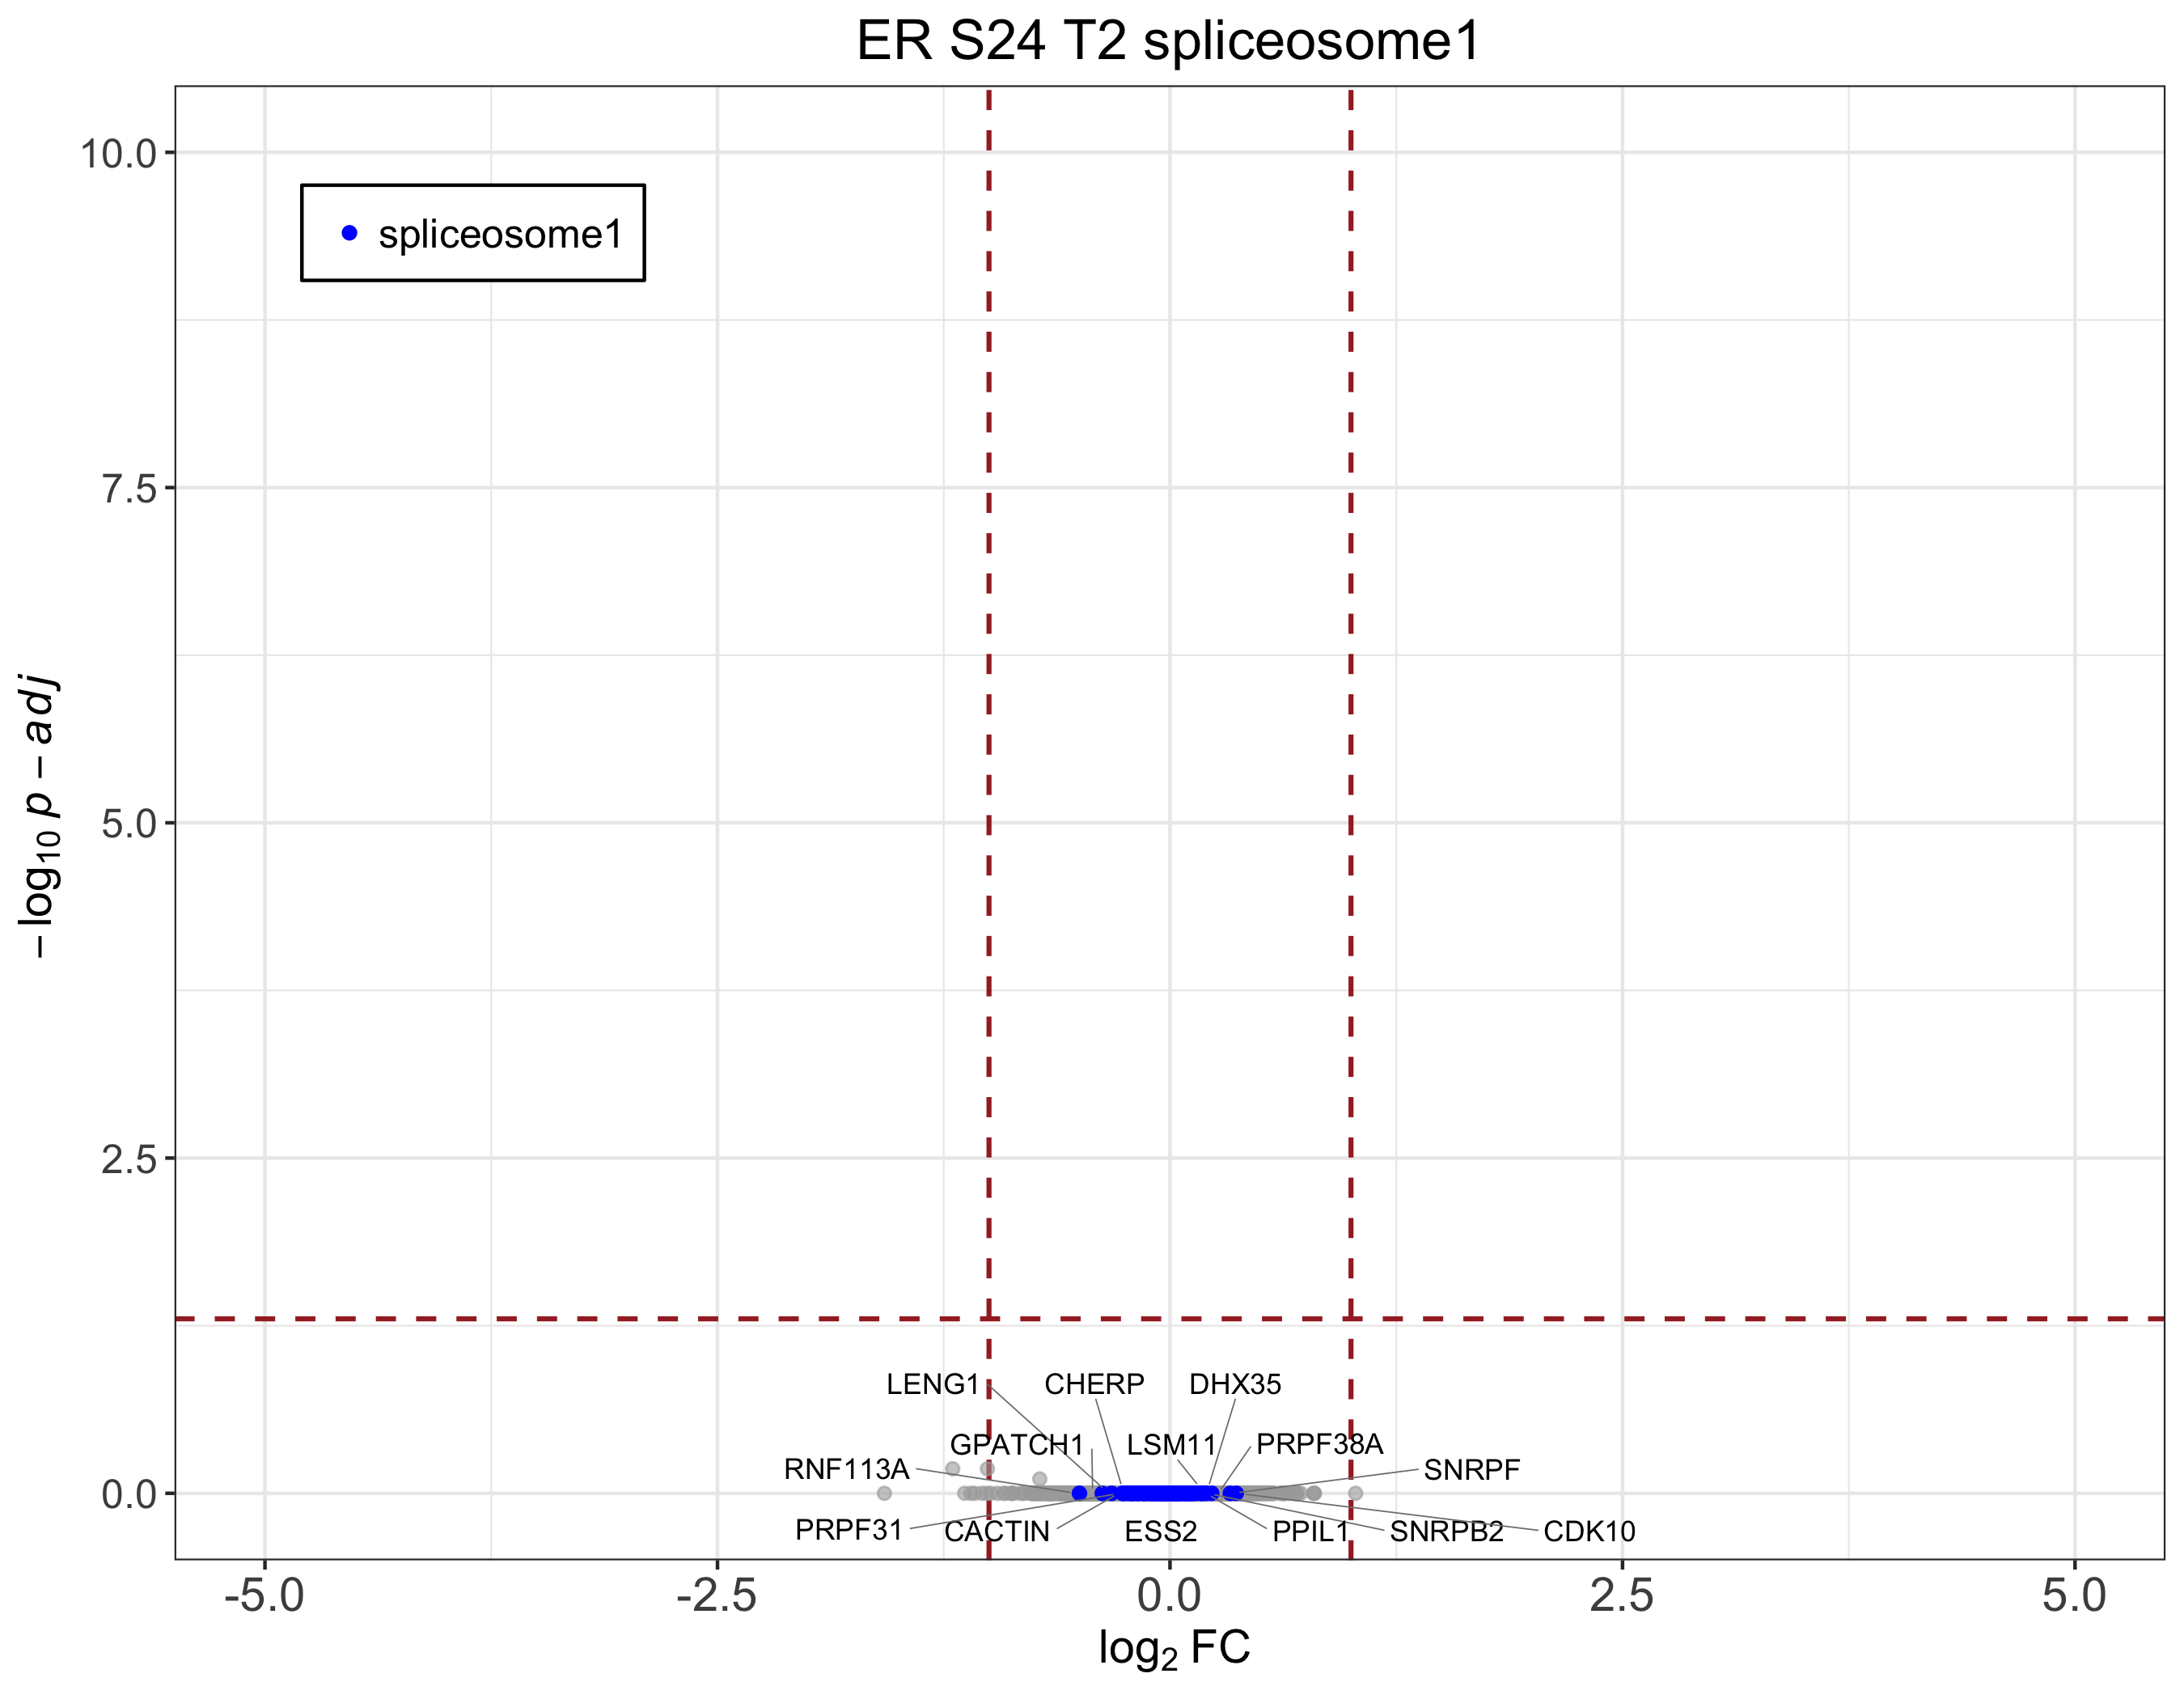 ER S24 T2 spliceosome1
10.0
7.5
5.0
2.5
0.0
−log10 p − adj
spliceosome1
LENG1
CHERP
DHX35
GPATCH1
LSM11
PRPF38A
RNF113A
SNRPF
PRPF31
CACTIN
ESS2
PPIL1
SNRPB2
CDK10
-5.0
-2.5
0.0
2.5
5.0
log2 FC